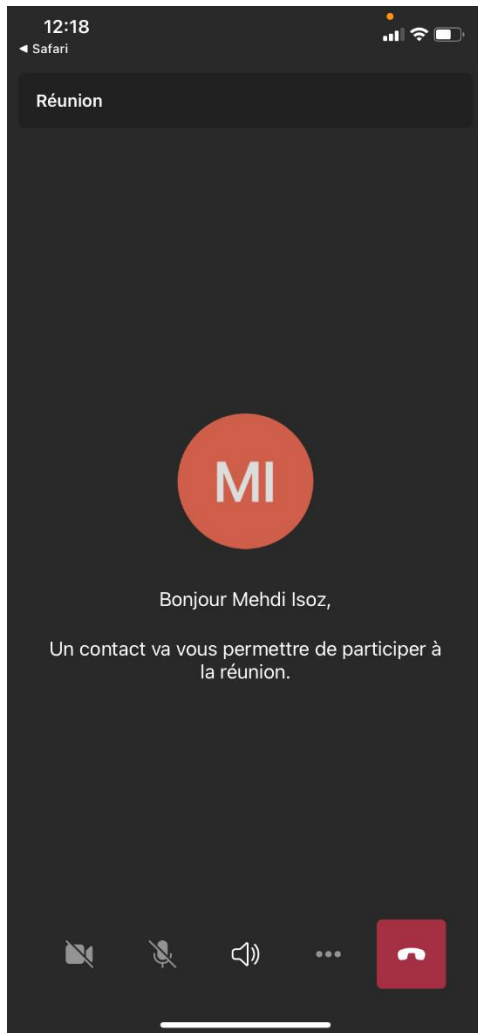 12:18
◀ Safari
Réunion
MI
Bonjour Mehdi Isoz,
Un contact va vous permettre de participer à
la réunion.